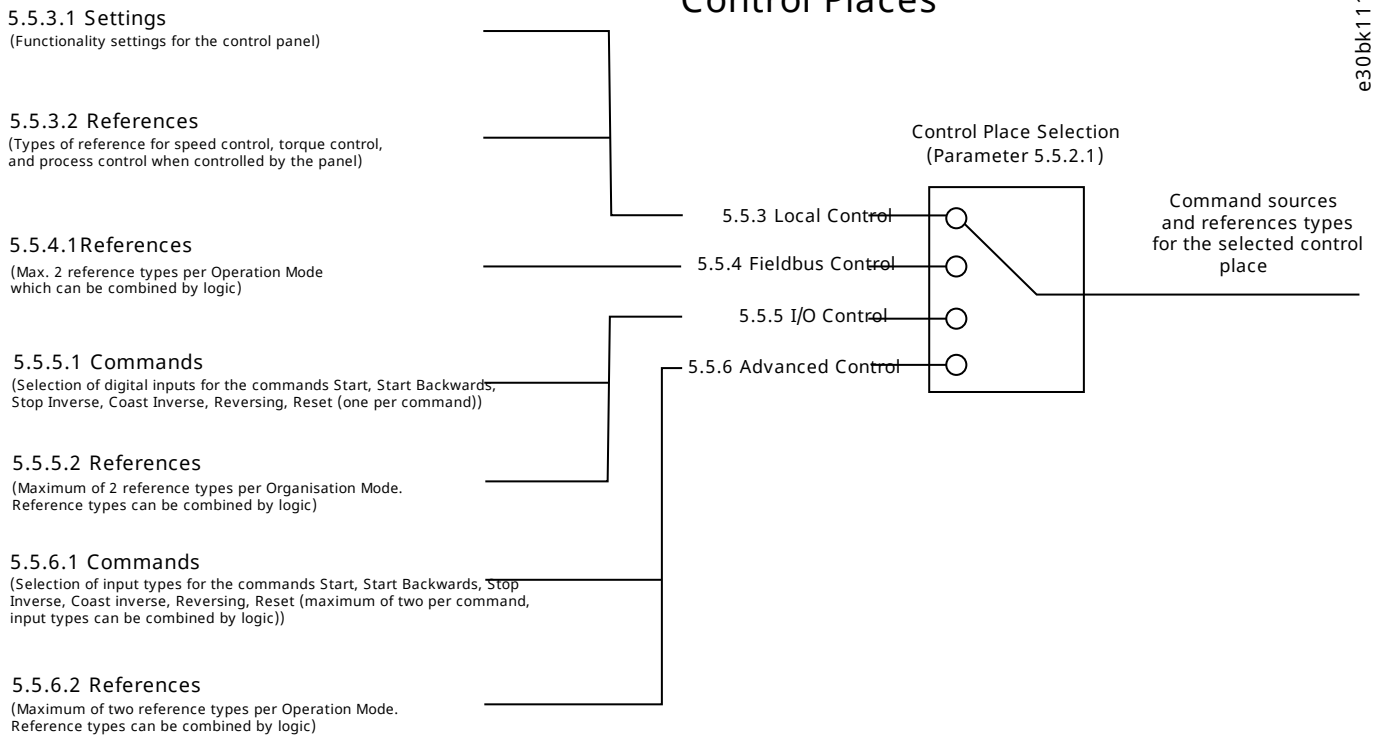 Control Places
5.5.3.1 Settings
(Functionality settings for the control panel)
5.5.3.2 References
(Types of reference for speed control, torque control,
and process control when controlled by the panel)
5.5.4.1References
(Max. 2 reference types per Operation Mode
which can be combined by logic)
5.5.5.1 Commands
(Selection of digital inputs for the commands Start, Start Backwards,
Stop Inverse, Coast Inverse, Reversing, Reset (one per command))
5.5.5.2 References
(Maximum of 2 reference types per Organisation Mode.
Reference types can be combined by logic)
5.5.6.1 Commands
(Selection of input types for the commands Start, Start Backwards, Stop
Inverse, Coast inverse, Reversing, Reset (maximum of two per command,
input types can be combined by logic))
5.5.6.2 References
(Maximum of two reference types per Operation Mode.
Reference types can be combined by logic)
5.5.3 Local Control
5.5.4 Fieldbus Control
5.5.5 I/O Control
5.5.6 Advanced Control
Control Place Selection
(Parameter 5.5.2.1)
Command sources
and references types
for the selected control
place